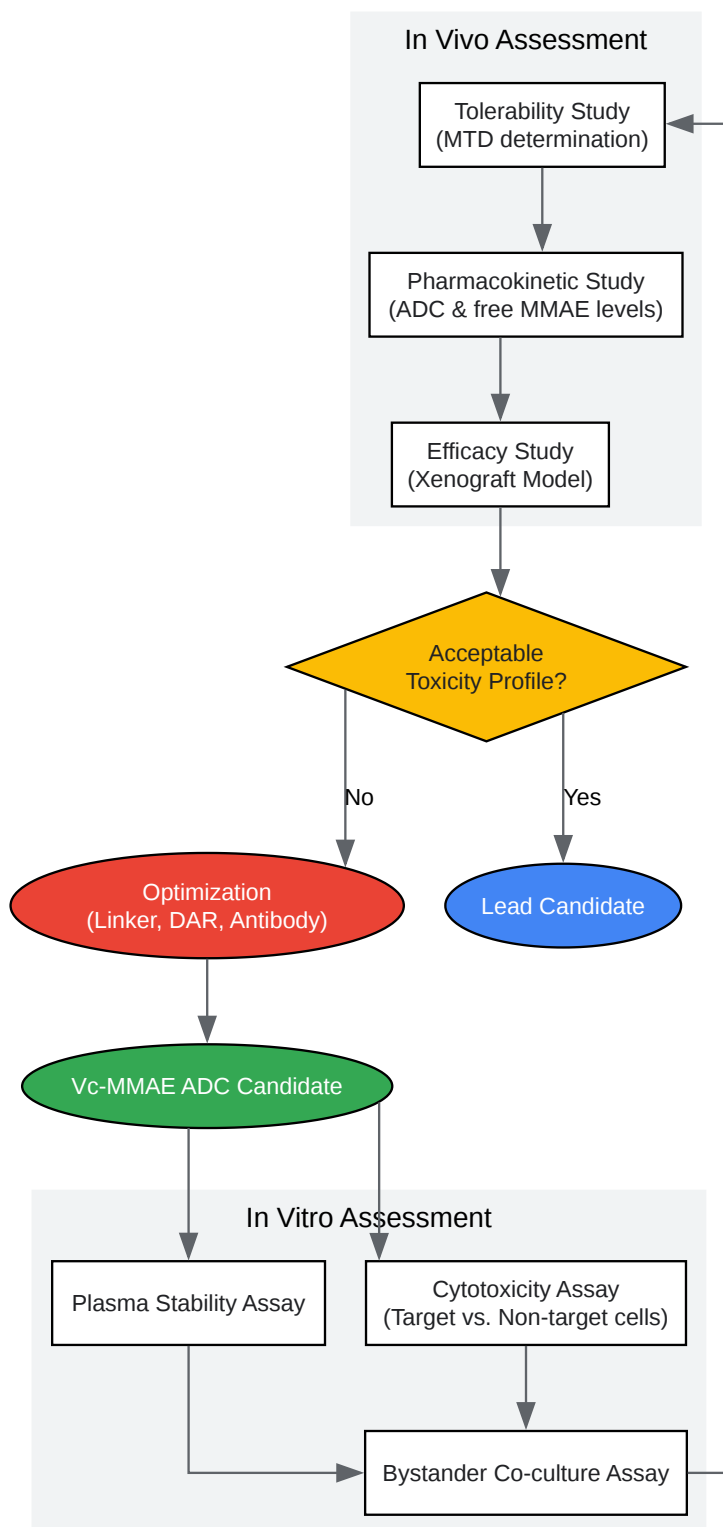 In Vivo Assessment
Tolerability Study
(MTD determination)
Pharmacokinetic Study
(ADC & free MMAE levels)
Efficacy Study
(Xenograft Model)
Acceptable
Toxicity Profile?
No
Yes
Optimization
(Linker, DAR, Antibody)
Lead Candidate
Vc-MMAE ADC Candidate
In Vitro Assessment
Plasma Stability Assay
Cytotoxicity Assay
(Target vs. Non-target cells)
Bystander Co-culture Assay